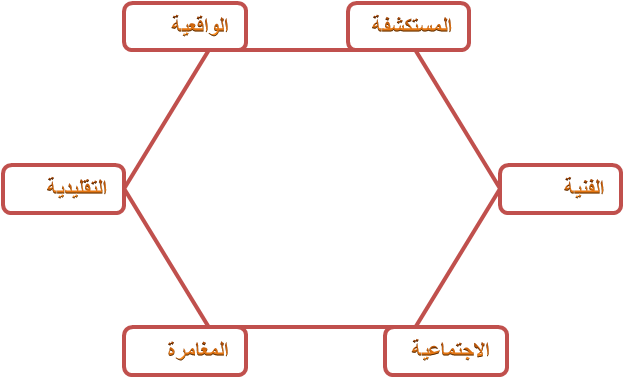 المستكشفة
الواقعية
الفنية
التقليدية
الاجتماعية
المغامرة